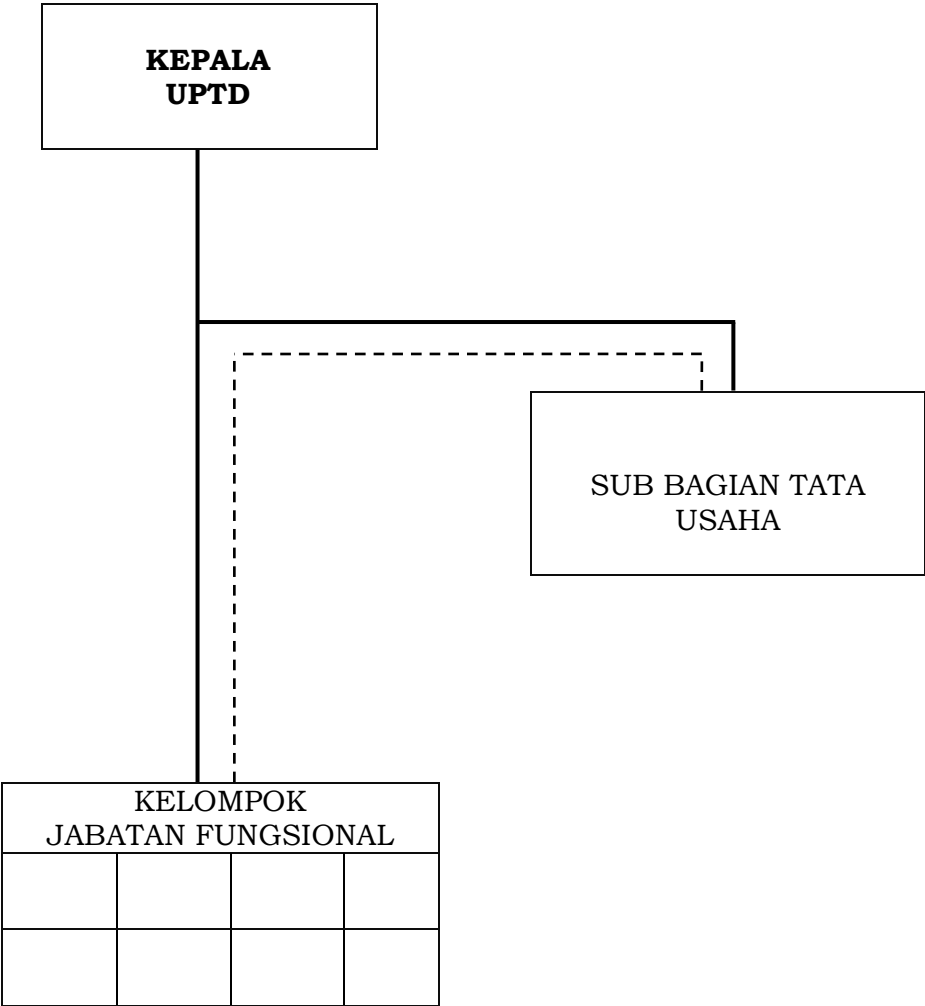 KEPALA
UPTD
SUB BAGIAN TATA
USAHA
KELOMPOK
JABATAN FUNGSIONAL